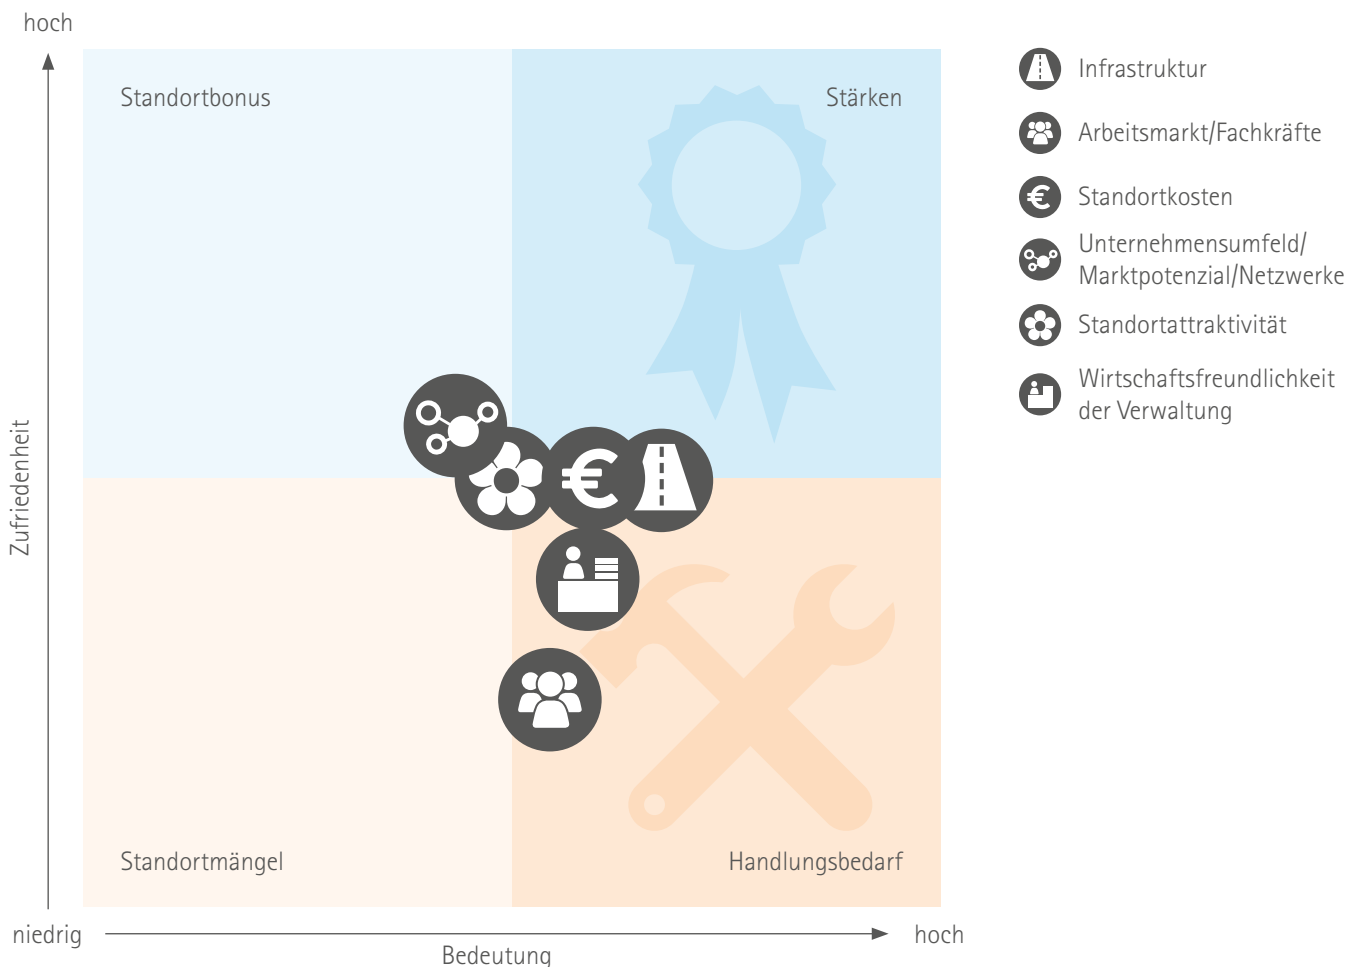 hoch
Standortbonus
Stärken
Zufriedenheit
Standortmängel
Handlungsbedarf
niedrig
Bedeutung
hoch
Infrastruktur
Arbeitsmarkt/Fachkräfte
€
Standortkosten
Unternehmensumfeld/
Marktpotenzial/Netzwerke
Standortattraktivität
Wirtschaftsfreundlichkeit
der Verwaltung
€